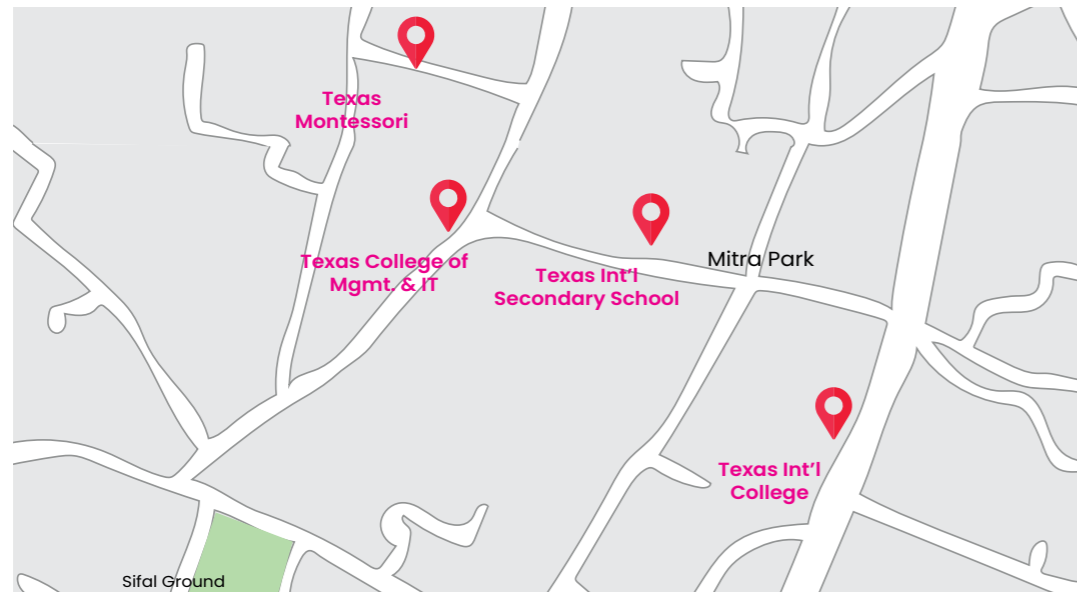 Texas
Montessori
Texas College of
Mgmt. & IT
Texas Int'l
Secondary School
Mitra Park
Texas Int'l
College
Sifal Ground